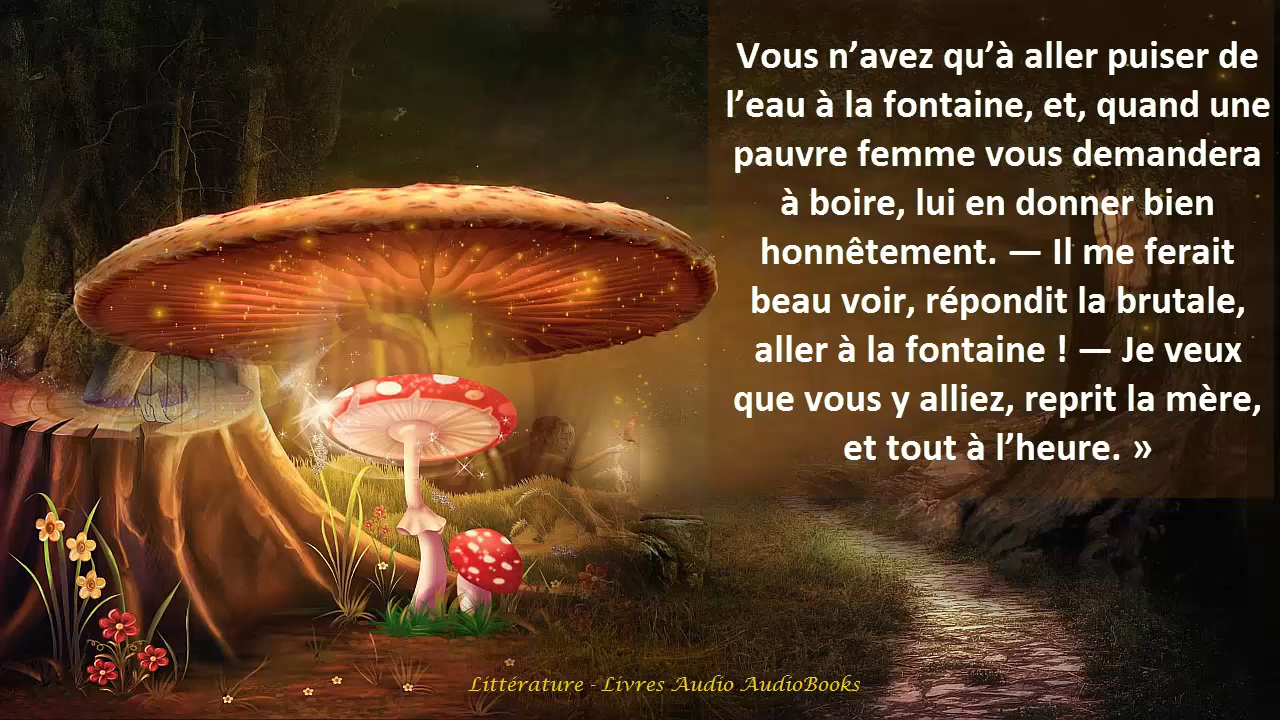 Vous n’avez qu’à aller puiser de
l’eau à la fontaine, et, quand une
pauvre femme vous demandera
à boire, lui en donner bien
honnêtement. — Il me ferait
beau voir, répondit la brutale,
aller à la fontaine ! — Je veux
que vous y alliez, reprit la mère,
et tout à l’heure. »
Littérature - Livres Audio AudioBooks